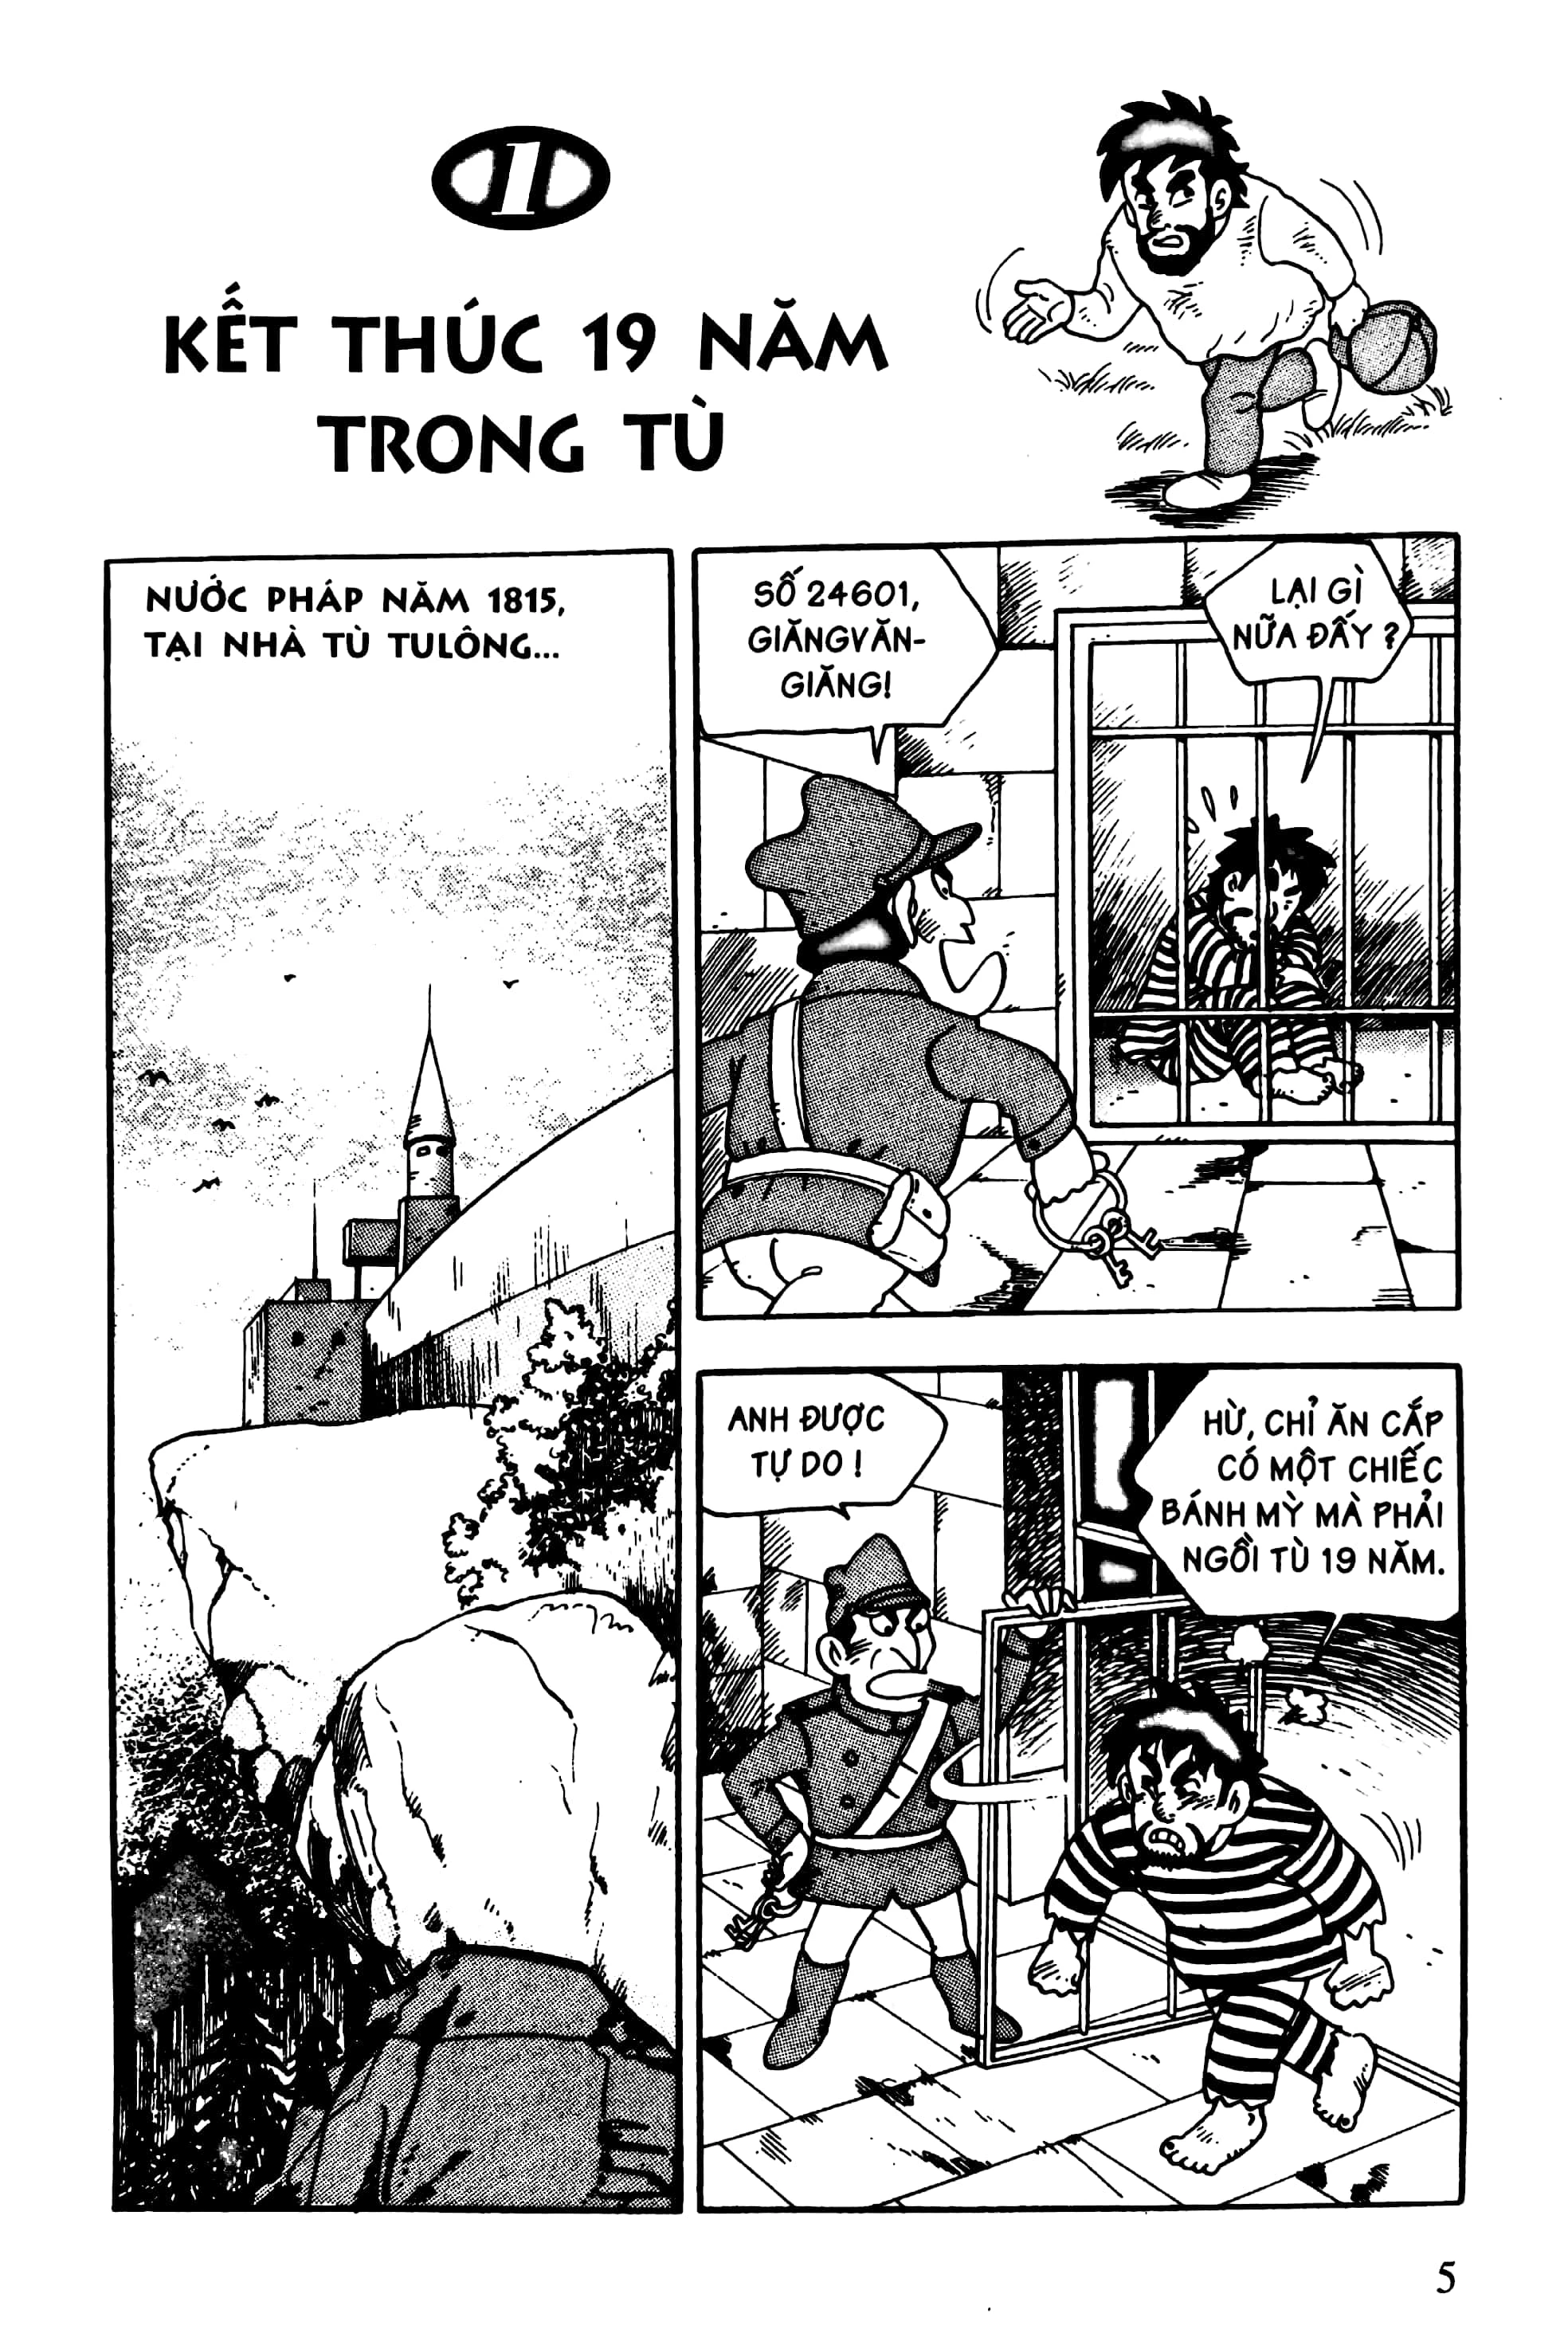 1
KẾT THÚC 19 NĂM
TRONG TÙ
NƯỚC PHÁP NĂM 1815,
TẠI NHÀ TÙ TULÔNG...
SỐ 24601,
GIĂNGVĂN-
GIĂNG!
LẠI GÌ
NỮA ĐẤY ?
ANH ĐƯỢC
TỰ DO !
HỪ, CHỈ ĂN CẮP
CÓ MỘT CHIẾC
BÁNH MỲ MÀ PHẢI
NGỒI TÙ 19 NĂM.
5